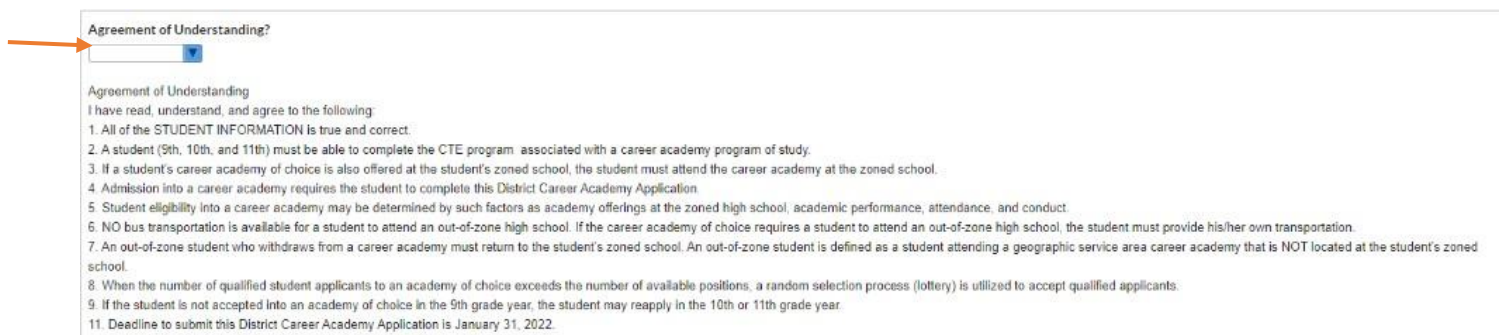 Agreement of Understanding?
Agreement of Understanding
I have read, understand, and agree to the following:
1. All of the STUDENT INFORMATION is true and correct.
2. A student (9th, 10th, and 11th) must be able to complete the CTE program associated with a career academy program of study.
3. If a student's career academy of choice is also offered at the student's zoned school, the student must attend the career academy at the zoned school.
4. Admission into a career academy requires the student to complete this District Career Academy Application.
5. Student eligibility into a career academy may be determined by such factors as academy offerings at the zoned high school, academic performance, attendance, and conduct.
6. NO bus transportation is available for a student to attend an out-of-zone high school. If the career academy of choice requires a student to attend an out-of-zone high school, the student must provide his/her own transportation.
7. An out-of-zone student who withdraws from a career academy must return to the student's zoned school. An out-of-zone student is defined as a student attending a geographic service area career academy that is NOT located at the student's zoned
school.
8. When the number of qualified student applicants to an academy of choice exceeds the number of available positions, a random selection process (lottery) is utilized to accept qualified applicants.
9. If the student is not accepted into an academy of choice in the 9th grade year, the student may reapply in the 10th or 11th grade year.
11. Deadline to submit this District Career Academy Application is January 31, 2022.